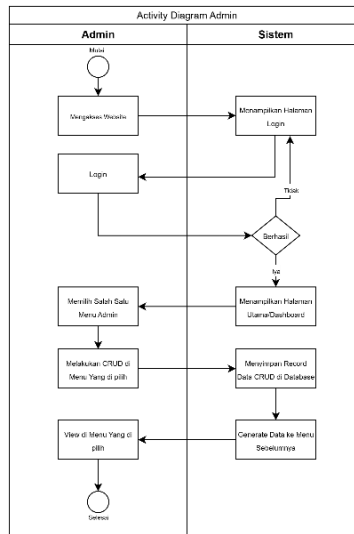 Activity Diagram Admin
Admin
Sistem
Mulai
Mengakses Website
Menampilkan Halaman
Login
Login
Tidak
Berhasil
Iya
Memilih Salah Satu
Menu Admin
Menampilkan Halaman
Utama/Dashboard
Melakukan CRUD di
Menu Yang di pilih
Menyimpan Record
Data CRUD di Database
View di Menu Yang di
pilih
Generate Data ke Menu
Sebelumnya
Selesai